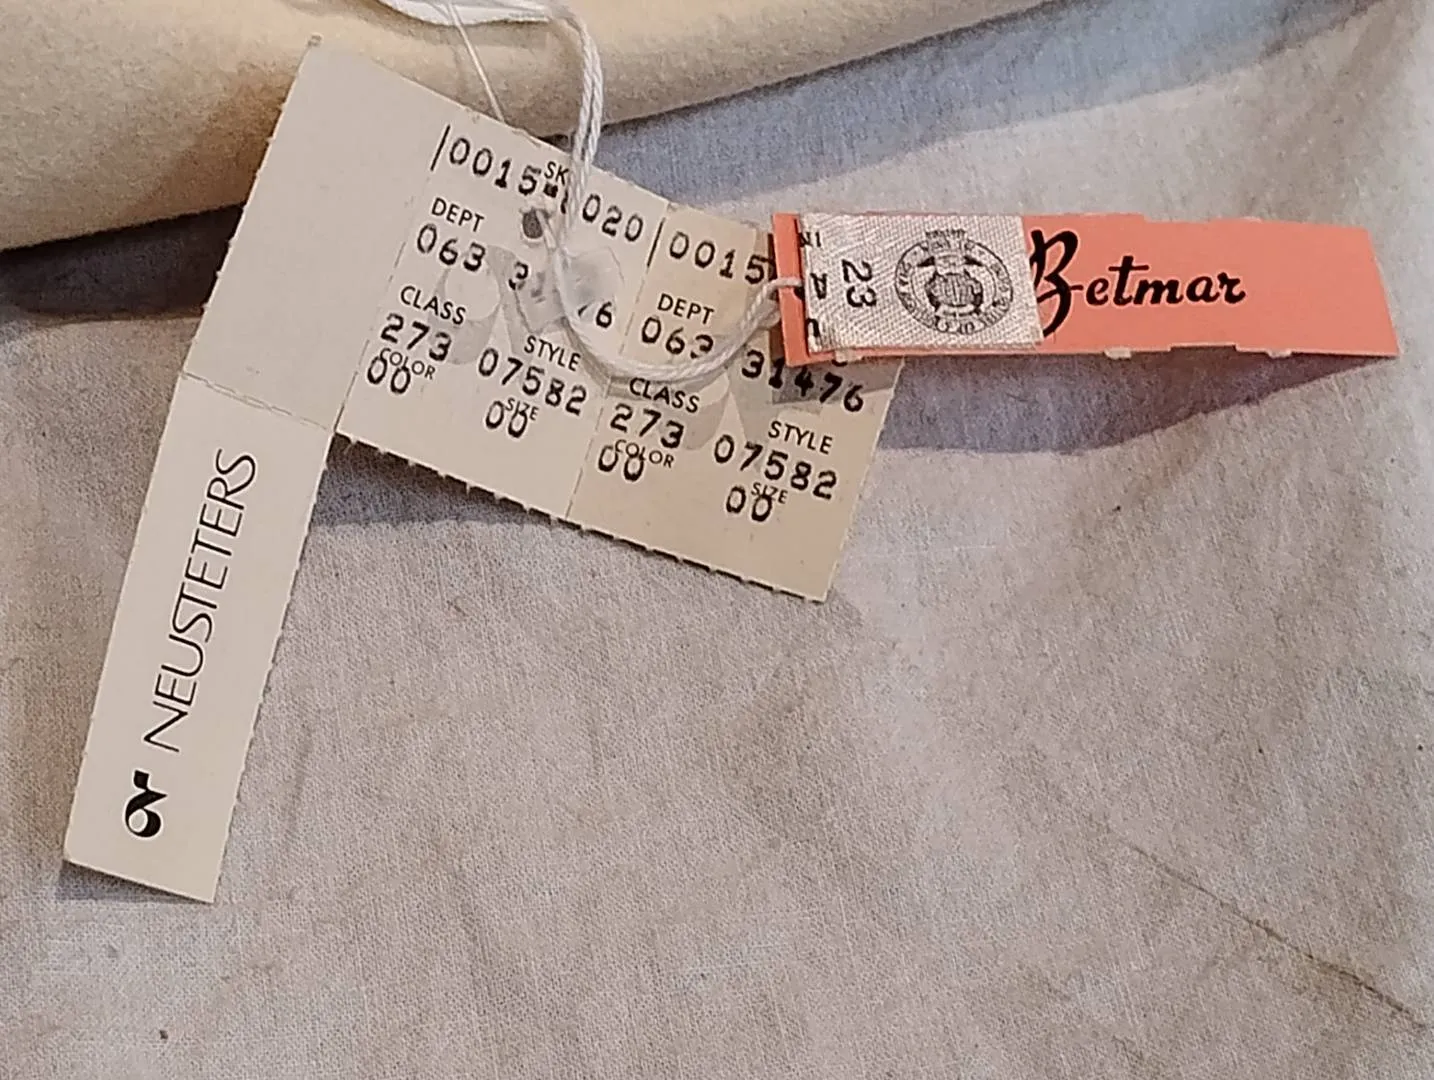 0015 020
DEPT
063
CLASS
273
STYLE
07582
COLOR
00
SIZE
00
0015
DEPT
063 31476
CLASS
273
STYLE
07582
COLOR
00
SIZE
00
NEUSTETERS
23
Betmar